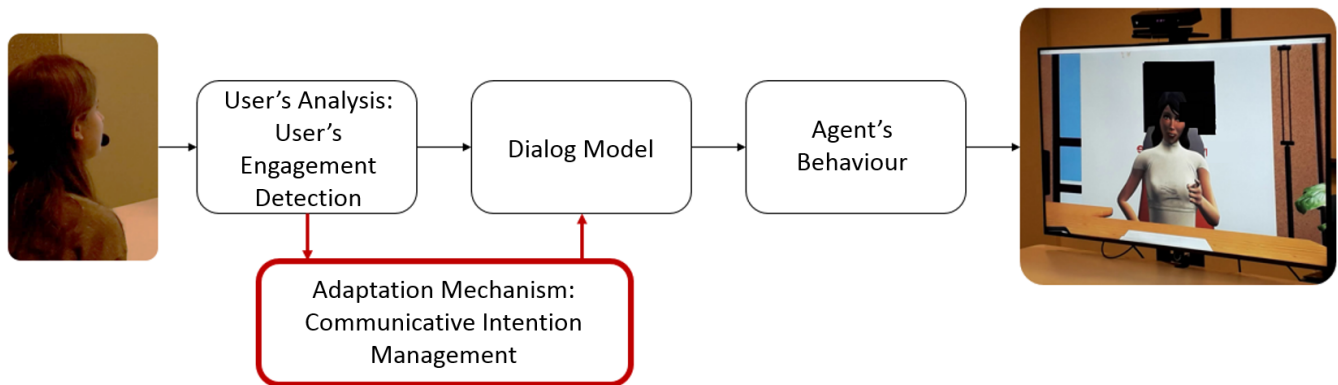 User’s Analysis:
User’s
Engagement
Detection
Dialog Model
Agent’s
Behaviour
Adaptation Mechanism:
Communicative Intention
Management